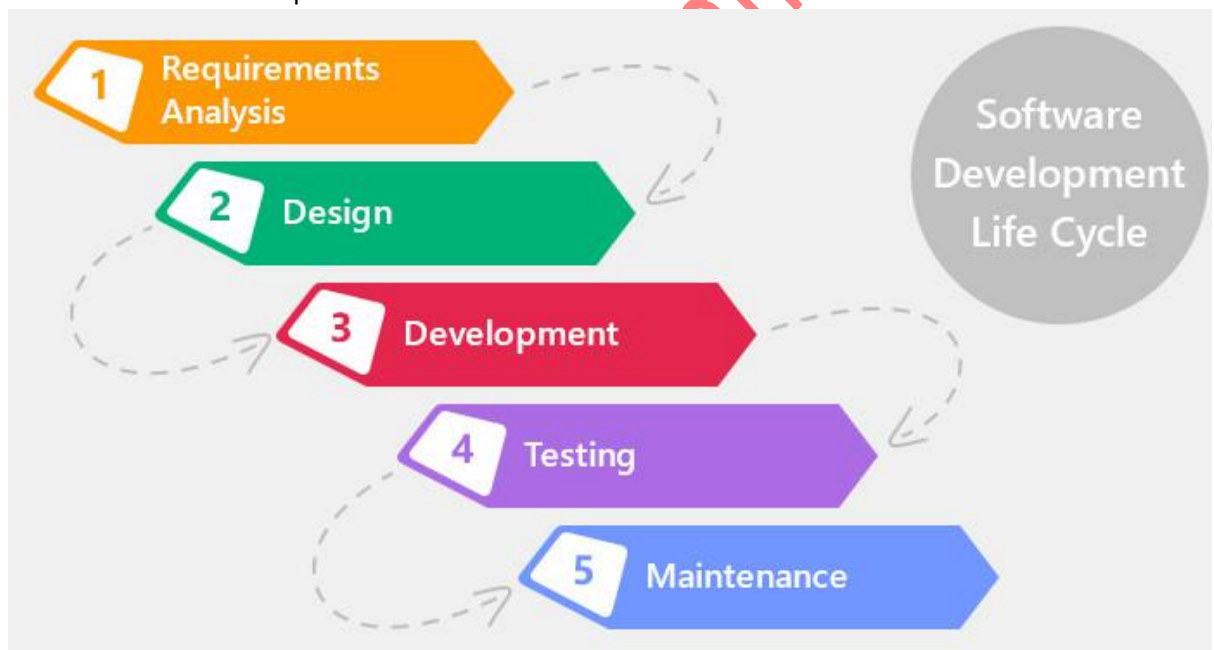 1
Requirements
Analysis
2
Design
3
Development
4
Testing
5
Maintenance
Software
Development
Life Cycle